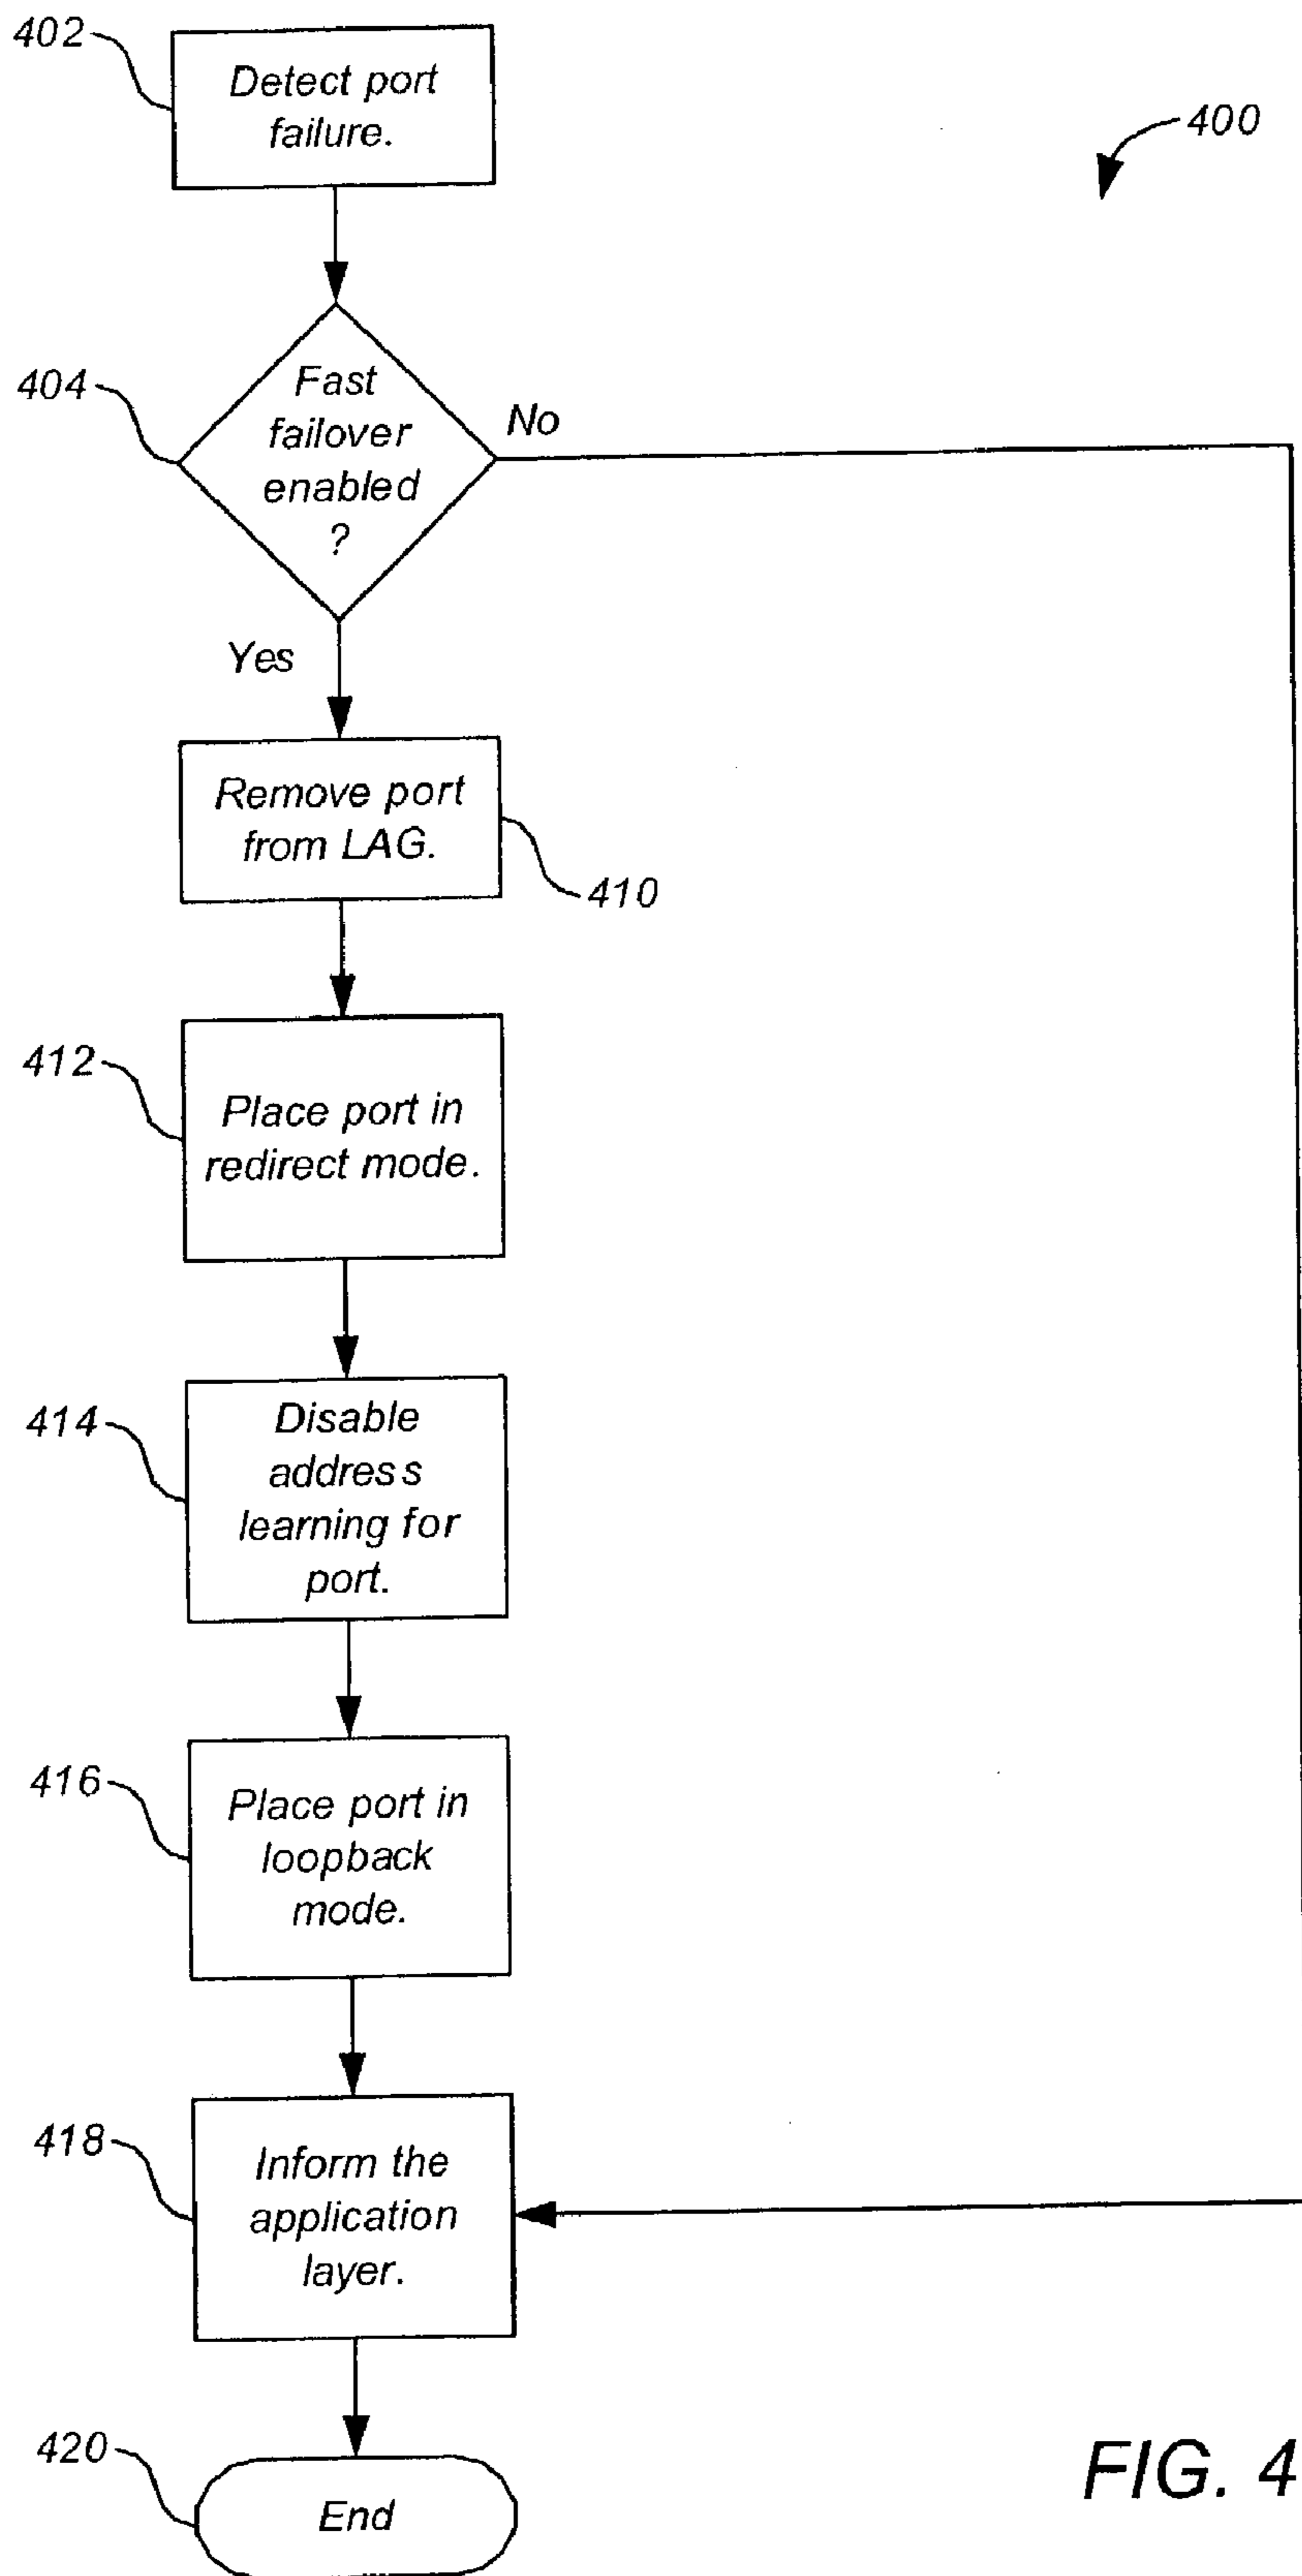 402
Detect port
failure.
400
404
Fast
failover
enabled
?
No
Yes
Remove port
from LAG.
410
412
Place port in
redirect mode.
414
Disable
address
learning for
port.
416
Place port in
loopback
mode.
418
Inform the
application
layer.
420
End
FIG. 4